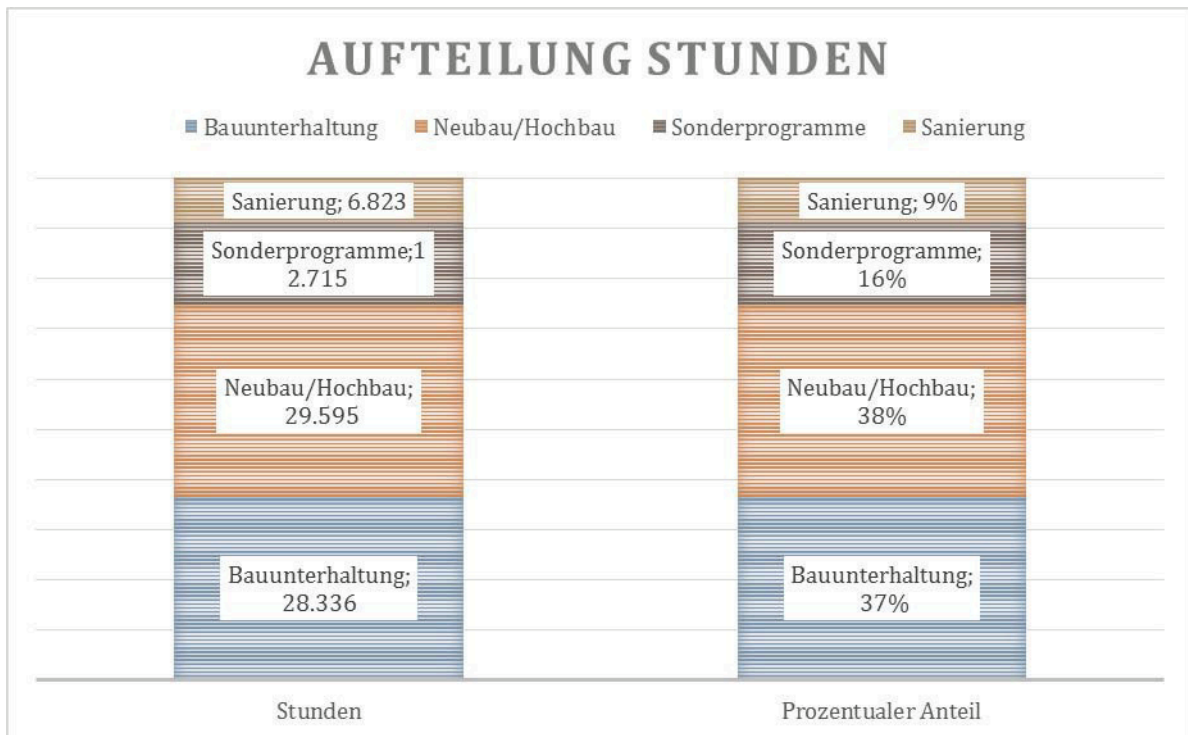 AUFTEILUNG STUNDEN
Bauunterhaltung Neubau/Hochbau Sonderprogramme Sanierung
Sanierung; 6.823
Sonderprogramme;1
2.715
Neubau/Hochbau;
29.595
Bauunterhaltung;
28.336
Stunden
Sanierung; 9%
Sonderprogramme;
16%
Neubau/Hochbau;
38%
Bauunterhaltung;
37%
Prozentualer Anteil